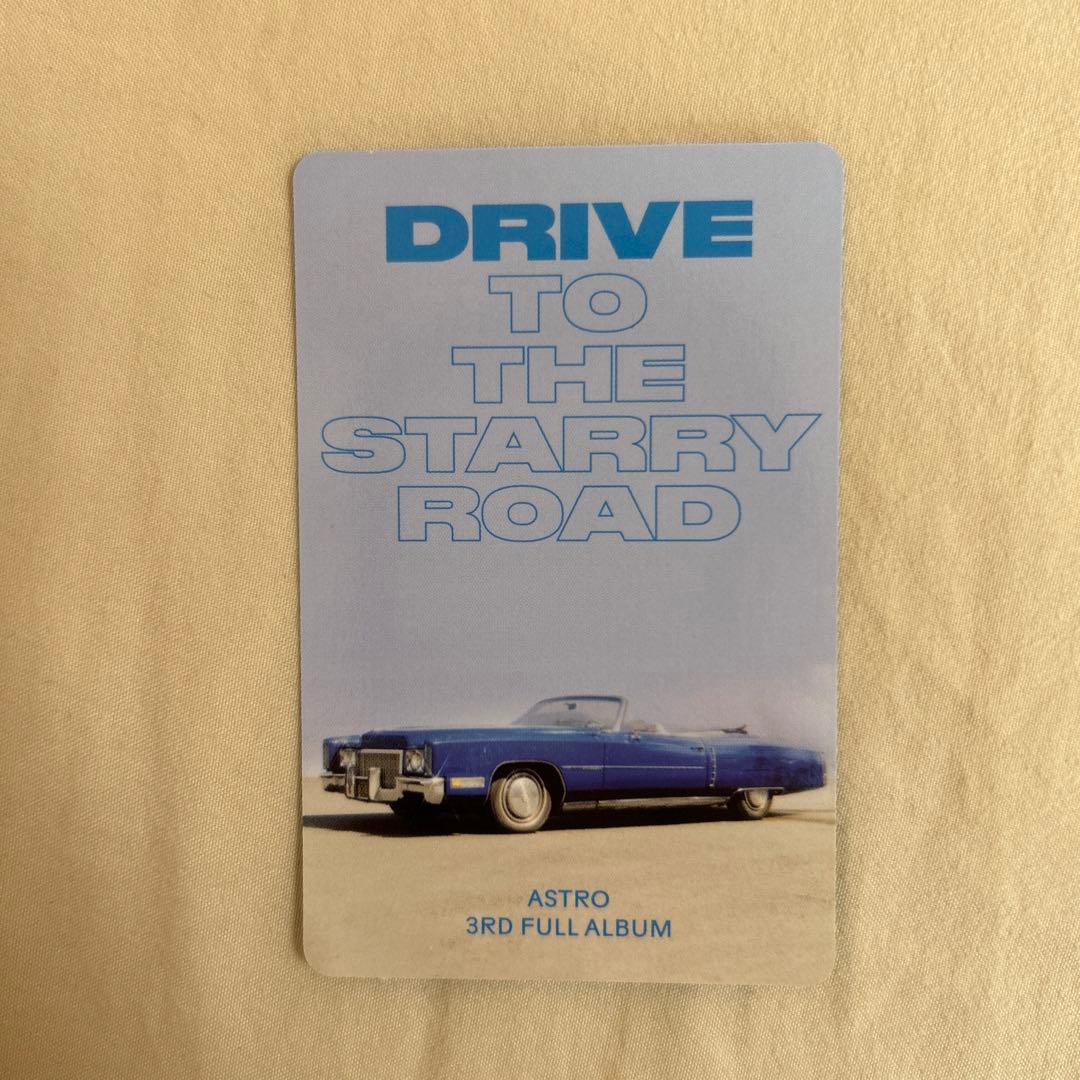 DRIVE
TO
THE
STARRY
ROAD
ASTRO
3RD FULL ALBUM